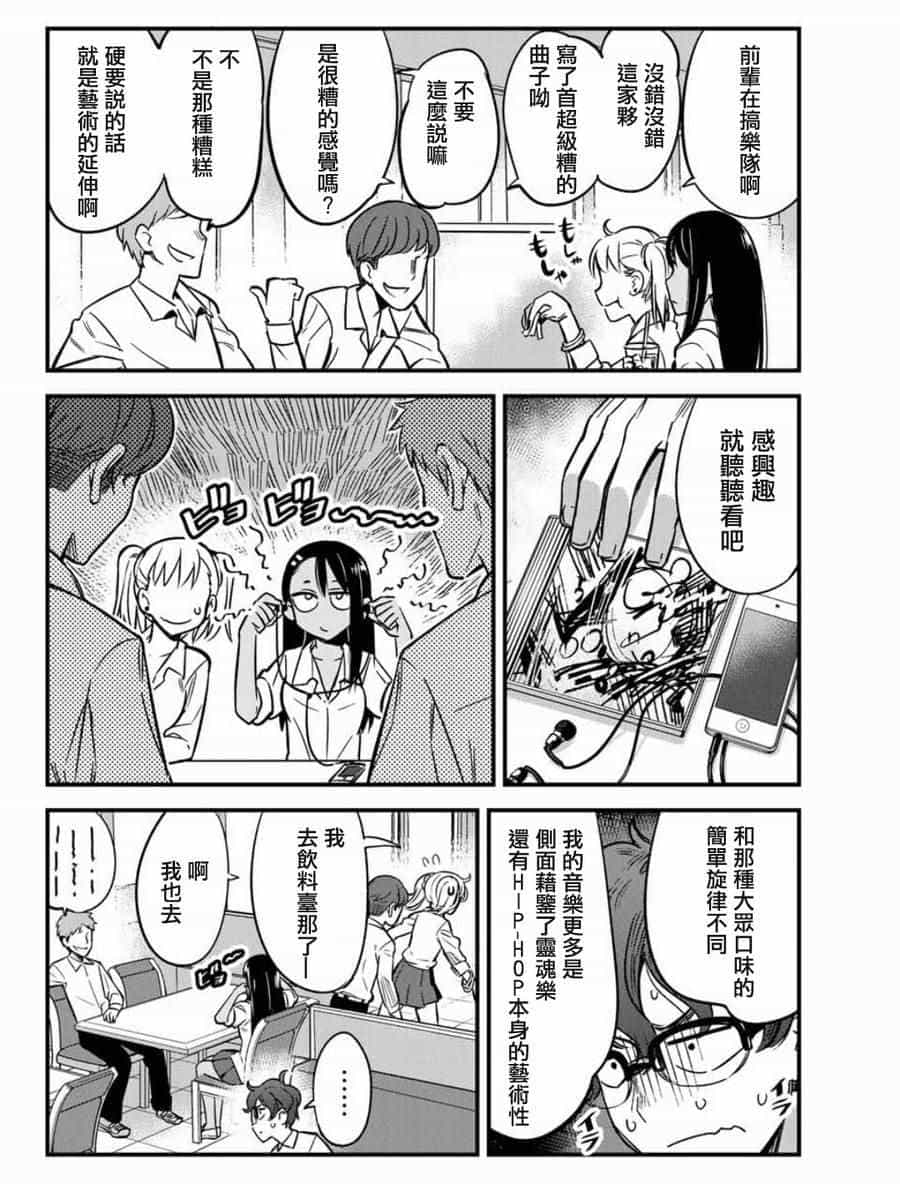 前輩在搞樂隊啊
沒錯沒錯
這家夥
寫了首超級糟的
曲子呦
不要
這麼説嘛
是很糟的感覺嗎？
不
不是那種糟糕
硬要説的話
就是藝術的延伸啊
もしゃ
もしゃ
感興趣
就聽聽看吧
ビョ
ビョ～～
和那種大眾口味的
簡單旋律不同
我的音樂更多是
側面藉鑒了靈魂樂
還有HIP-HOP本身的藝術性
イラ
イラ
我
去飲料臺那了—
啊
我也去
ビョ～
……